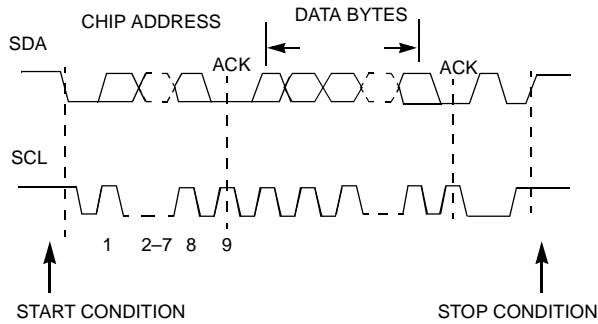 CHIP ADDRESS
DATA BYTES
SDA
ACK
ACK
SCL
1 2–7 8 9
START CONDITION
STOP CONDITION